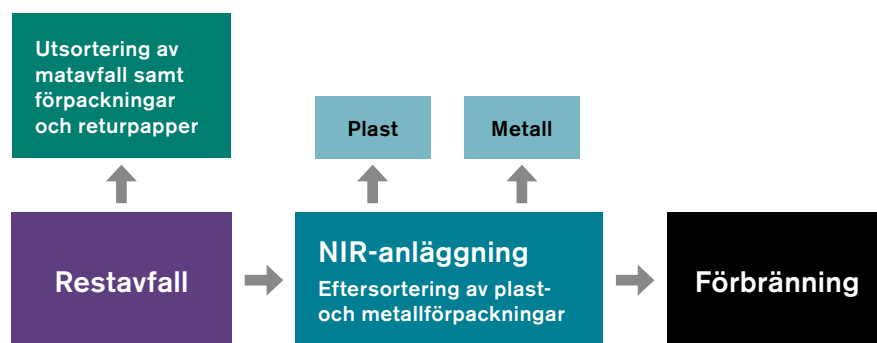 Utsortering av
matavfall samt
förpackningar
och returpapper
Plast
Metall
Restavfall
NIR-anläggning
Eftersortering av plast-
och metallförpackningar
Förbränning